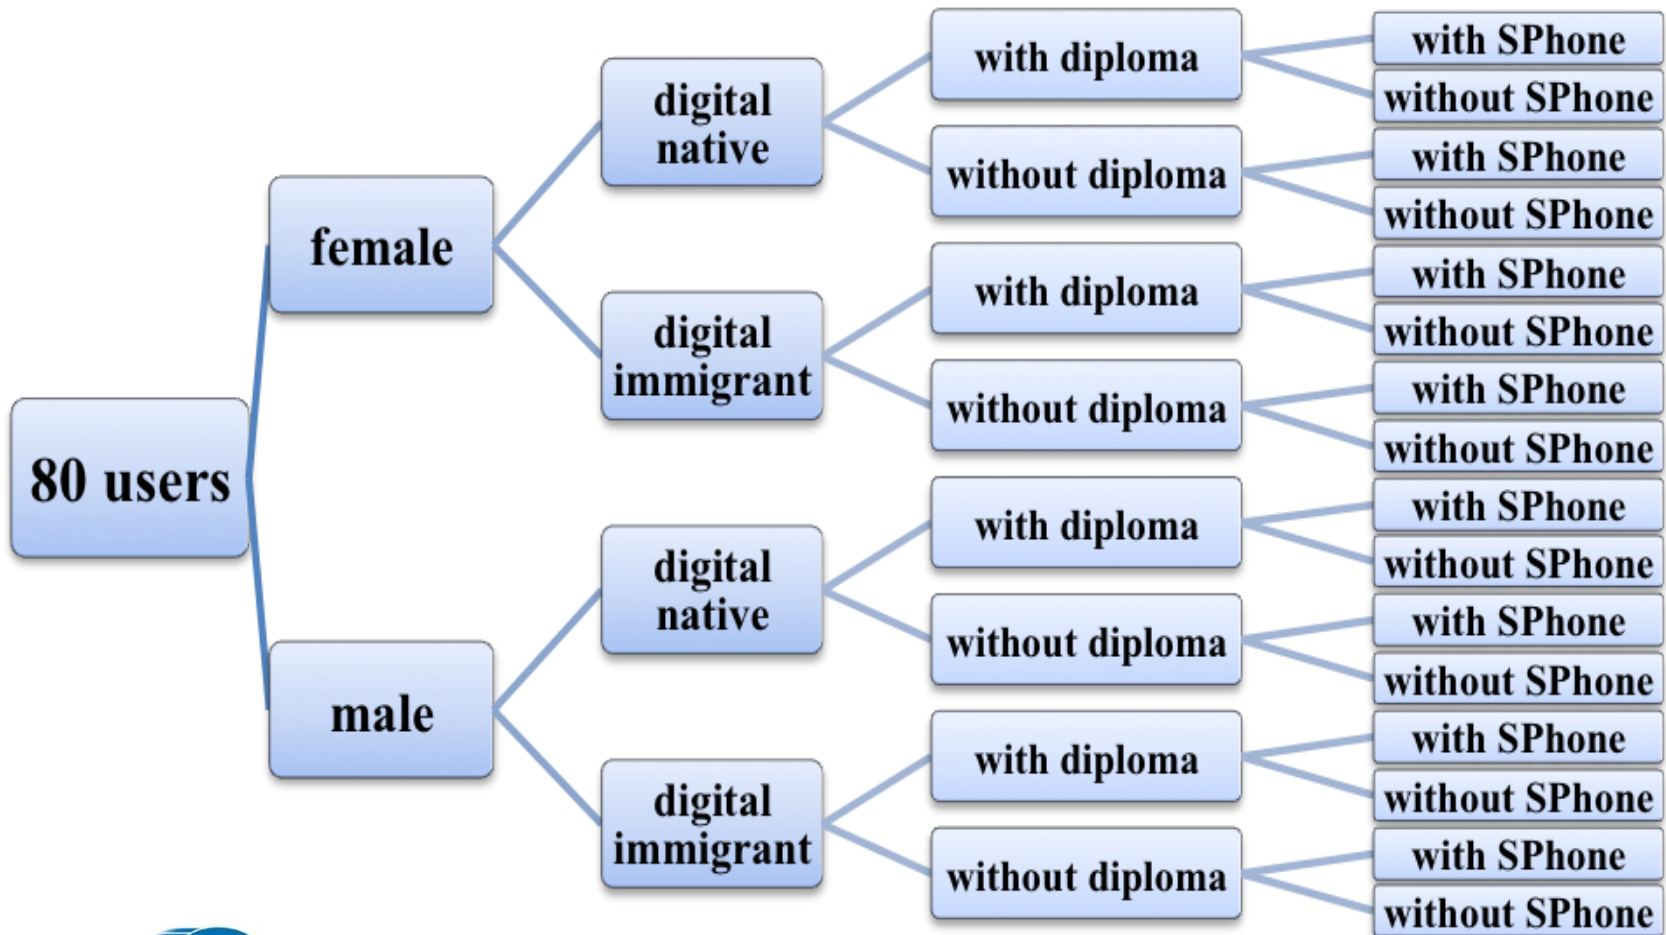 80 users
female
digital
native
with diploma
with SPhone
without SPhone
without diploma
with SPhone
without SPhone
digital
immigrant
with diploma
with SPhone
without SPhone
without diploma
with SPhone
without SPhone
male
digital
native
with diploma
with SPhone
without SPhone
without diploma
with SPhone
without SPhone
digital
immigrant
with diploma
with SPhone
without SPhone
without diploma
with SPhone
without SPhone